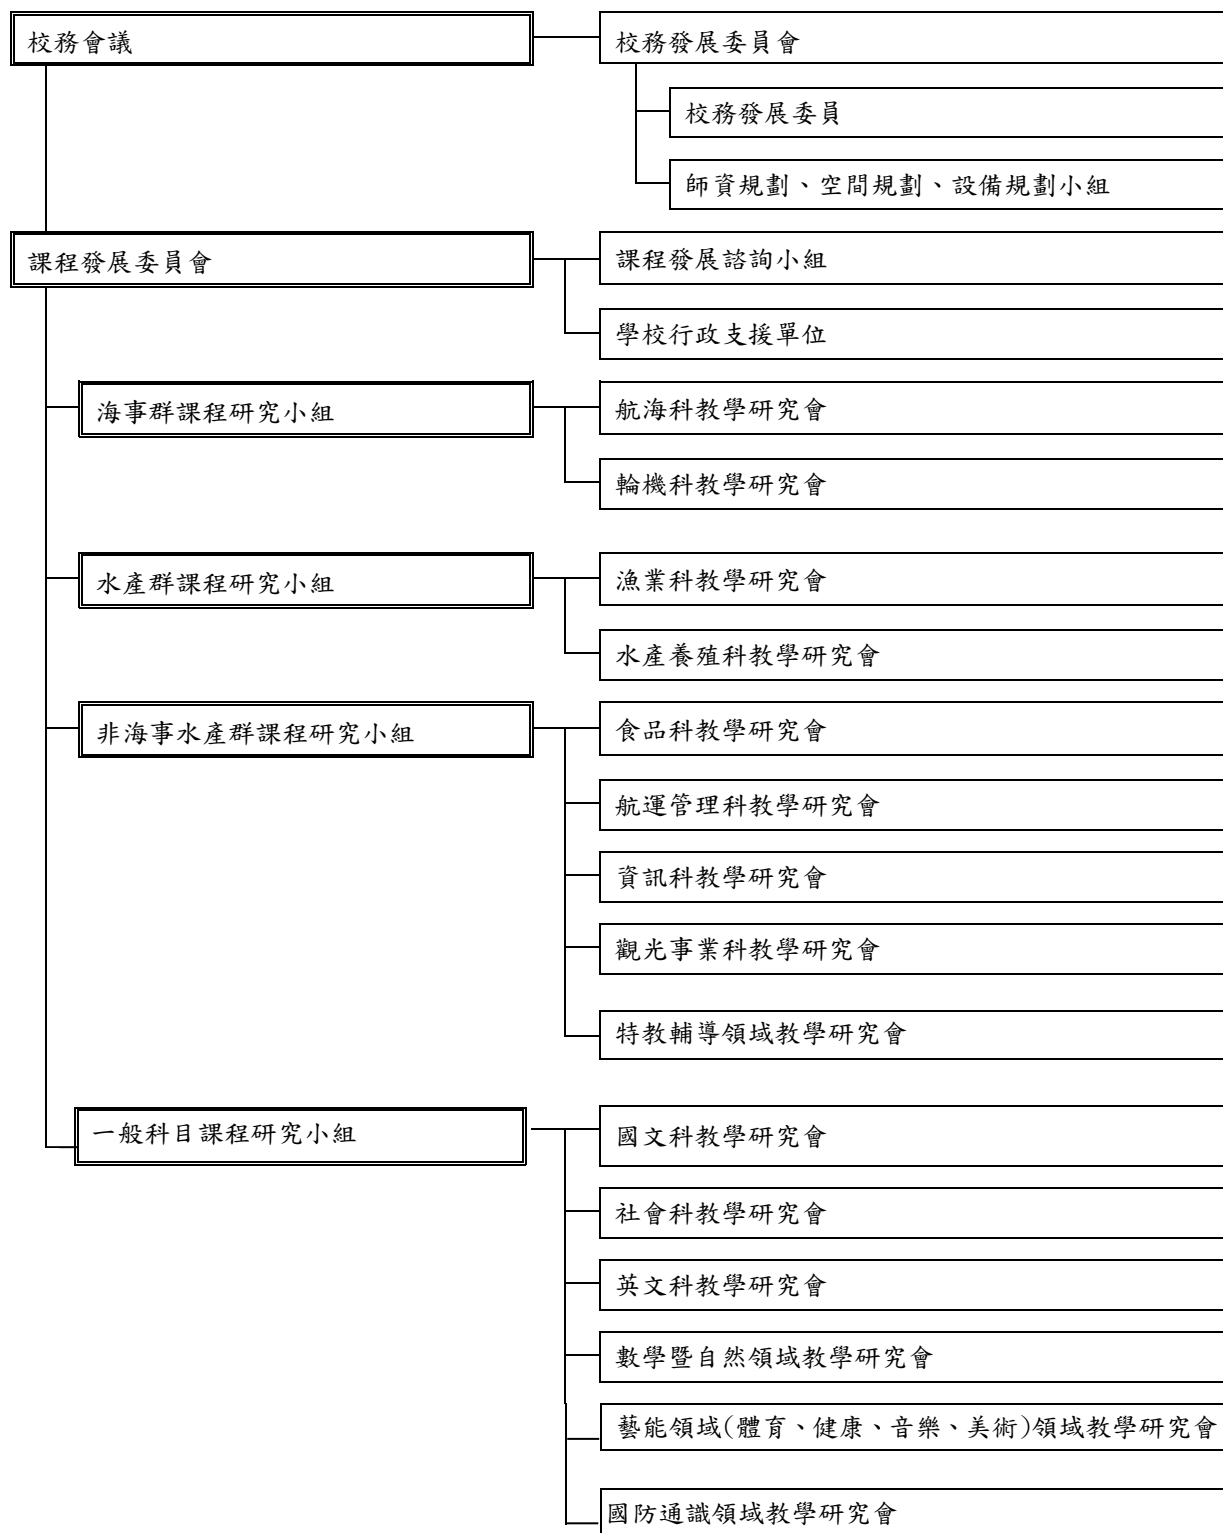 校務會議
校務發展委員會
校務發展委員
師資規劃、空間規劃、設備規劃小組
課程發展委員會
課程發展諮詢小組
學校行政支援單位
海事群課程研究小組
航海科教學研究會
輪機科教學研究會
水產群課程研究小組
漁業科教學研究會
水產養殖科教學研究會
非海事水產群課程研究小組
食品科教學研究會
航運管理科教學研究會
資訊科教學研究會
觀光事業科教學研究會
特教輔導領域教學研究會
一般科目課程研究小組
國文科教學研究會
社會科教學研究會
英文科教學研究會
數學暨自然領域教學研究會
藝能領域(體育、健康、音樂、美術)領域教學研究會
國防通識領域教學研究會